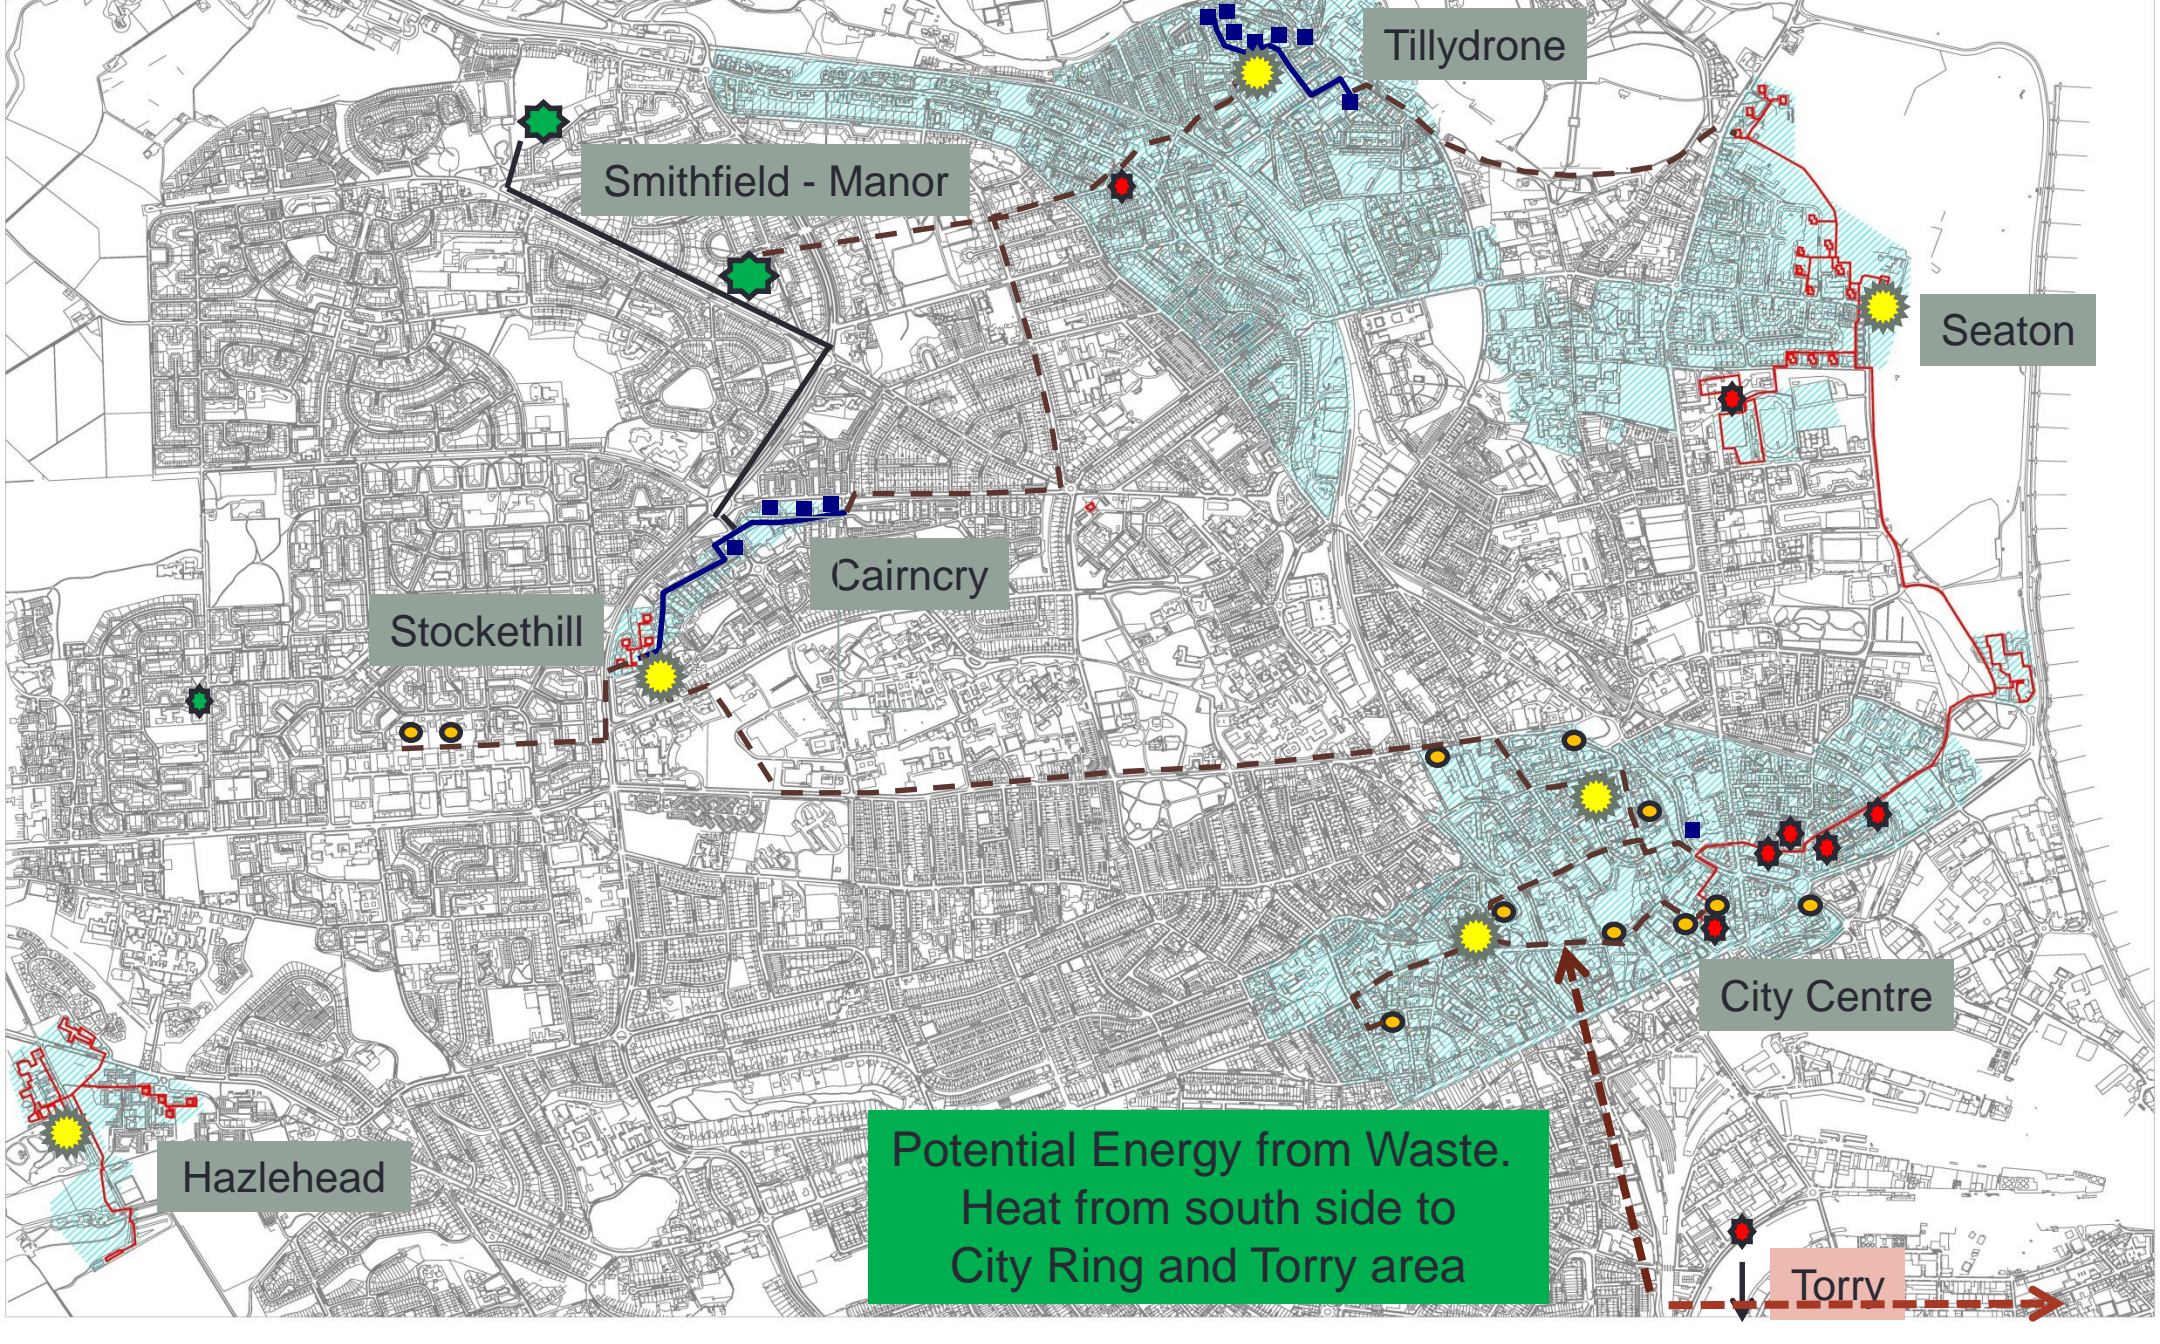 Tillydrone
Smithfield - Manor
Seaton
Cairncry
Stockethill
City Centre
Hazlehead
Potential Energy from Waste.
Heat from south side to
City Ring and Torry area
Torry